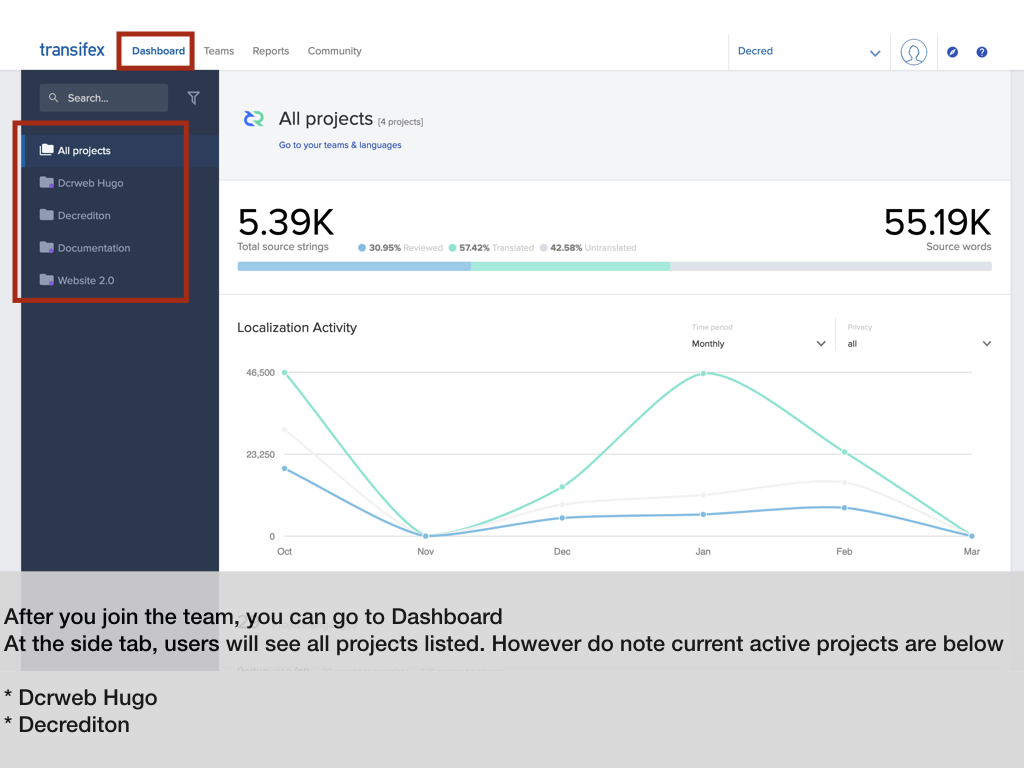 transifex
Dashboard
Teams
Reports
Community
Decred
Search...
All projects
Dcrweb Hugo
Decrediton
Documentation
Website 2.0
All projects [4 projects]
Go to your teams & languages
5.39K
Total source strings
30.95% Reviewed 57.42% Translated 42.58% Untranslated
55.19K
Source words
Localization Activity
Time period
Monthly
Privacy
all
46,500
23,250
0
Oct Nov Dec Jan Feb Mar
After you join the team, you can go to Dashboard
At the side tab, users will see all projects listed. However do note current active projects are below
* Dcrweb Hugo
* Decrediton